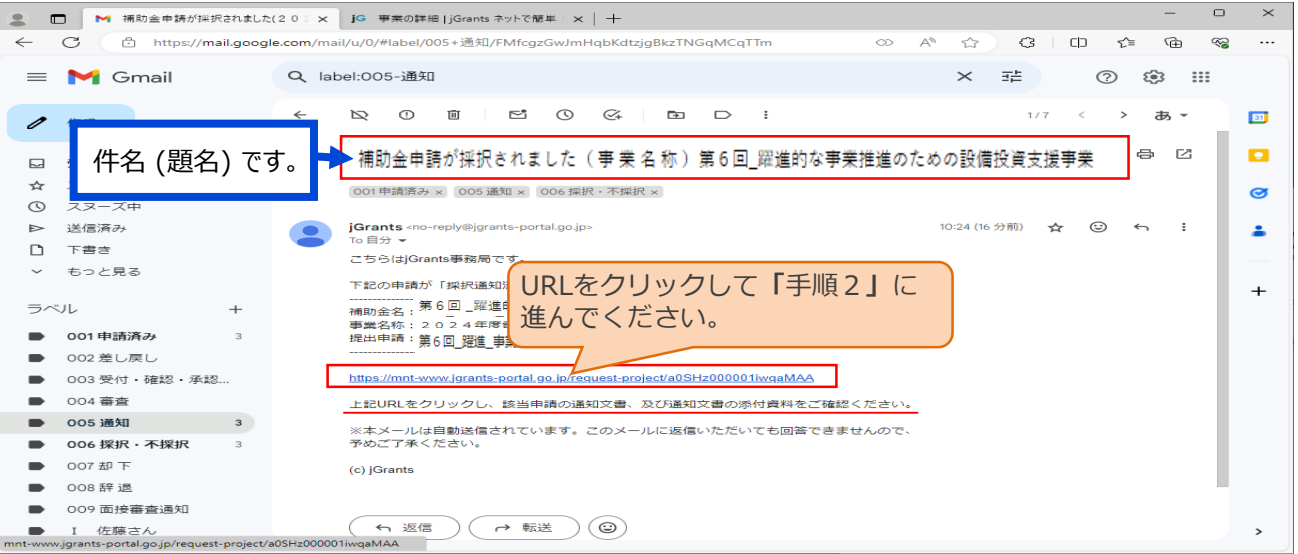 補助金申請が採択されました(２０
jG 事業の詳細 | jGrants ネットで簡単
https://mail.google.com/mail/u/0/#label/005+通知/FMfcgzGwJmHqbKdtzjgBkzTNGqMCqTTm
Gmail
label:005-通知
1/7
あ
31
件名 (題名) です。
補助金申請が採択されました（事 業 名 称）第６回_躍進的な事業推進のための設備投資支援事業
001 申請済み ×
005 通知 ×
006 採択・不採択 ×
スヌーズ中
送信済み
下書き
もっと見る
ラベル
001 申請済み 3
002 差し戻し
003 受付・確認・承認...
004 審査
005 通知 3
006 採択・不採択 3
007 却 下
008 辞 退
009 面接審査通知
I 佐藤さん
jGrants <no-reply@jgrants-portal.go.jp>
10:24 (16 分前)
To 自分
こちらはjGrants事務局です。
下記の申請が「採択通知
補助金名： 第６回 _躍進
事業名称：２０２４年度
提出申請： 第６回_躍進_事業
URLをクリックして「手順２」に
進んでください。
https://mnt-www.jgrants-portal.go.jp/request-project/a0SHz000001iwqaMAA
上記URLをクリックし、該当申請の通知文書、及び通知文書の添付資料をご確認ください。
※本メールは自動送信されています。このメールに返信いただいても回答できませんので、
予めご了承ください。
(c) jGrants
返信
転送
mnt-www.jgrants-portal.go.jp/request-project/a0SHz000001iwqaMAA